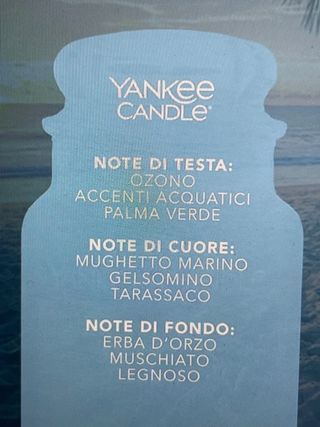 YANKEE
CANDLE®
NOTE DI TESTA:
OZONO
ACCENTI ACQUATICI
PALMA VERDE
NOTE DI CUORE:
MUGHETTO MARINO
GELSOMINO
TARASSACO
NOTE DI FONDO:
ERBA D'ORZO
MUSCHIATO
LEGNOSO